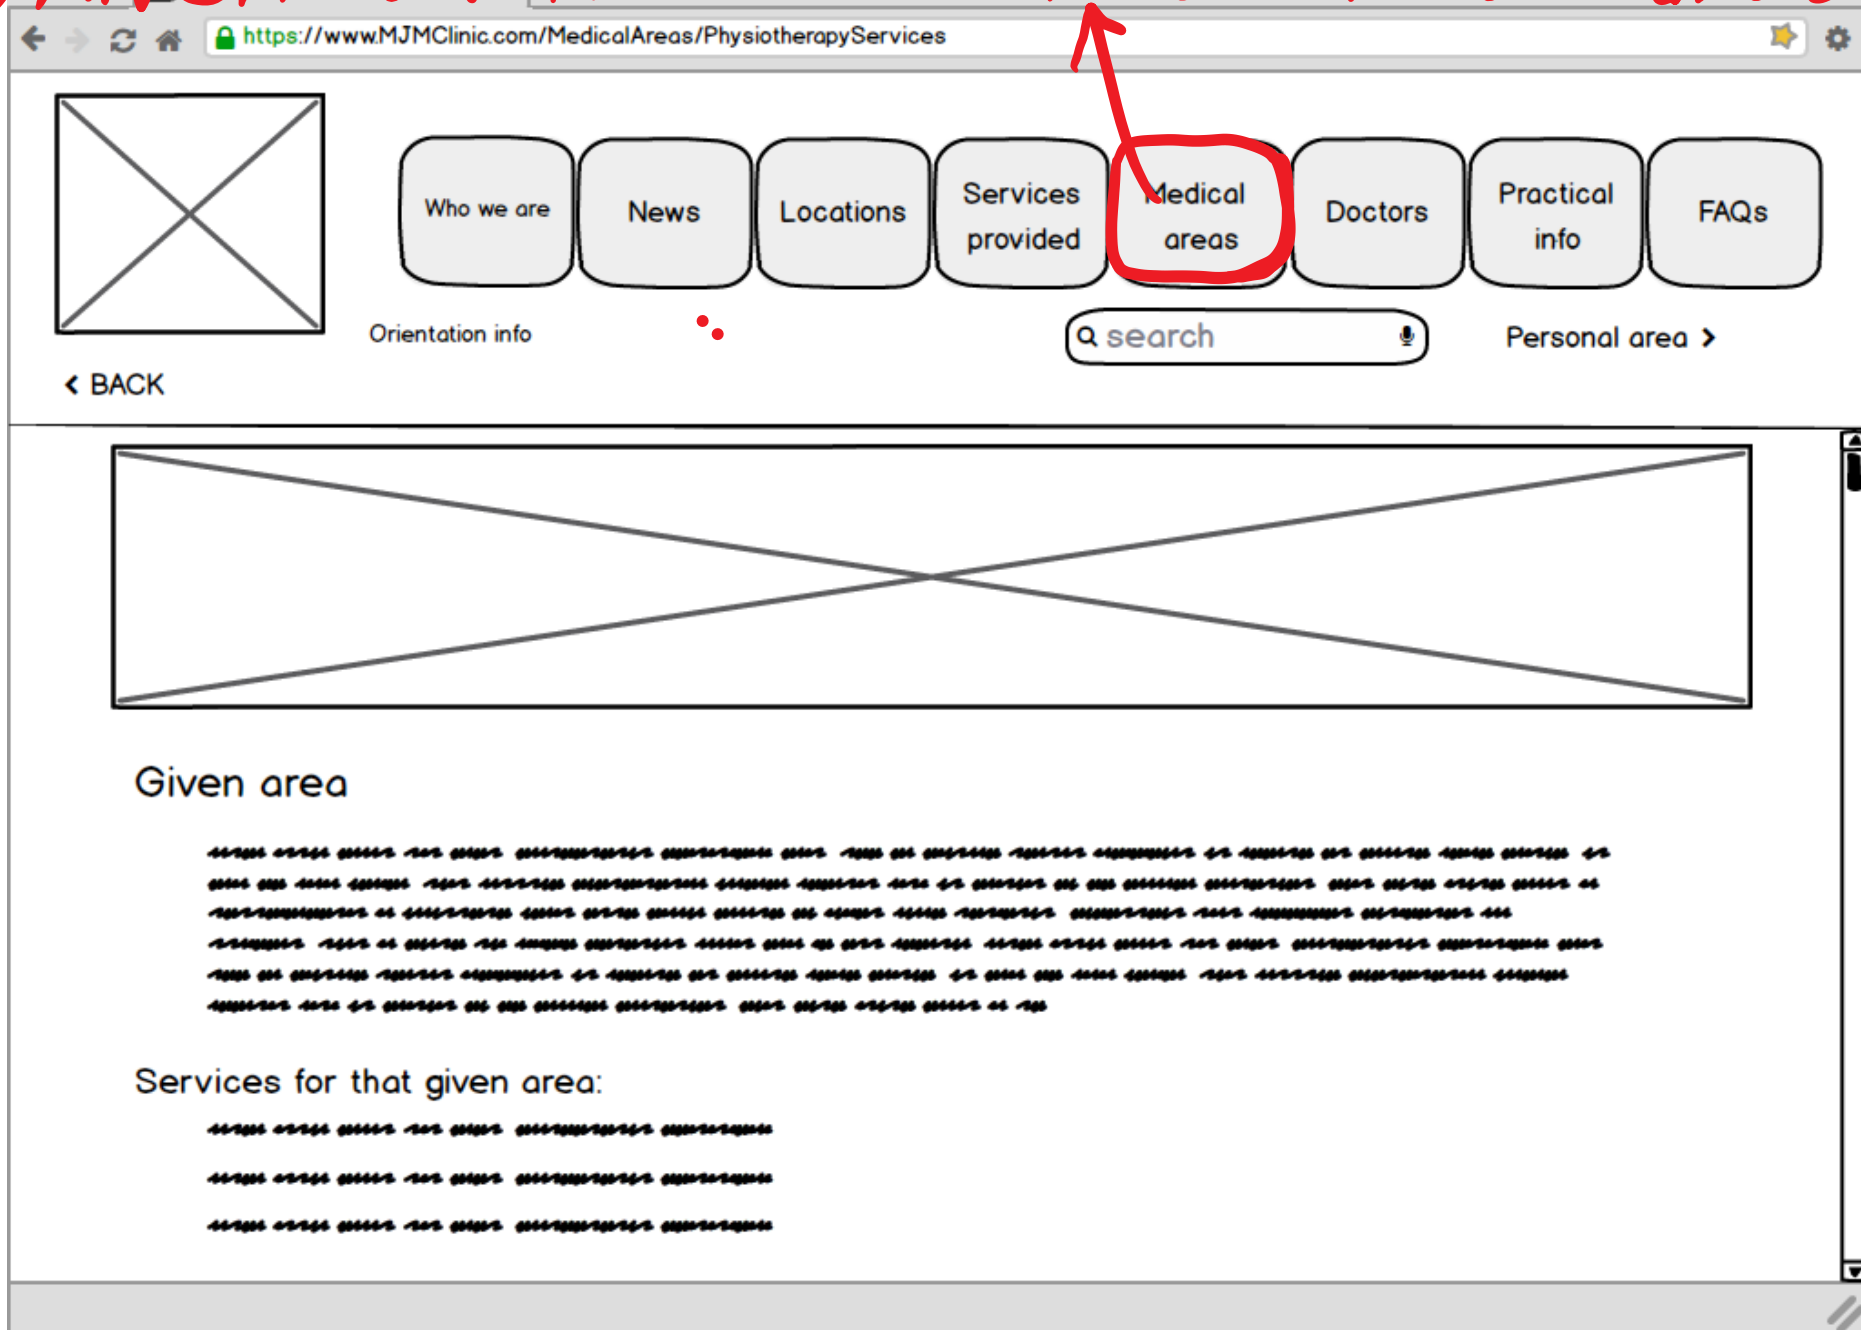 https://www.MJMClinic.com/MedicalAreas/PhysiotherapyServices
Who we are
News
Locations
Services
provided
Medical
areas
Doctors
Practical
info
FAQs
Orientation info
search
Personal area >
< BACK
Given area
Services for that given area: